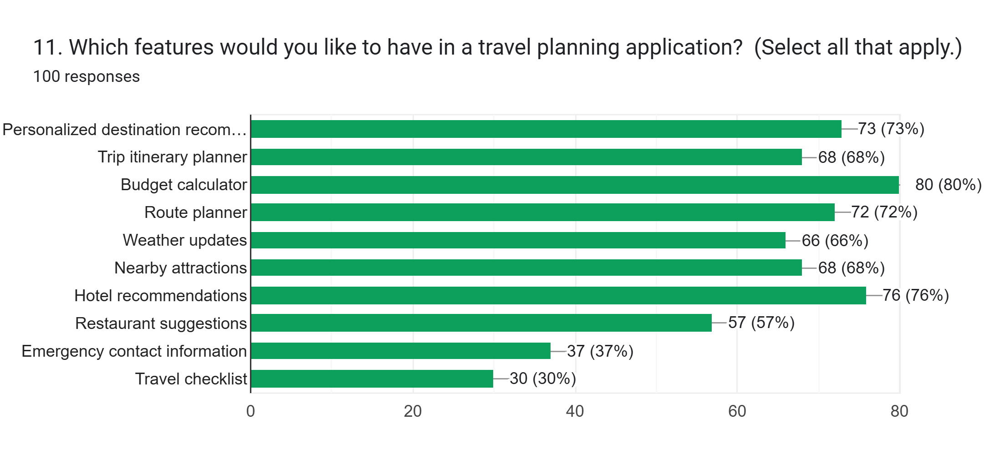 11. Which features would you like to have in a travel planning application?  (Select all that apply.)
100 responses
Personalized destination recom… 73 (73%)
Trip itinerary planner 68 (68%)
Budget calculator 80 (80%)
Route planner 72 (72%)
Weather updates 66 (66%)
Nearby attractions 68 (68%)
Hotel recommendations 76 (76%)
Restaurant suggestions 57 (57%)
Emergency contact information 37 (37%)
Travel checklist 30 (30%)
0 20 40 60 80